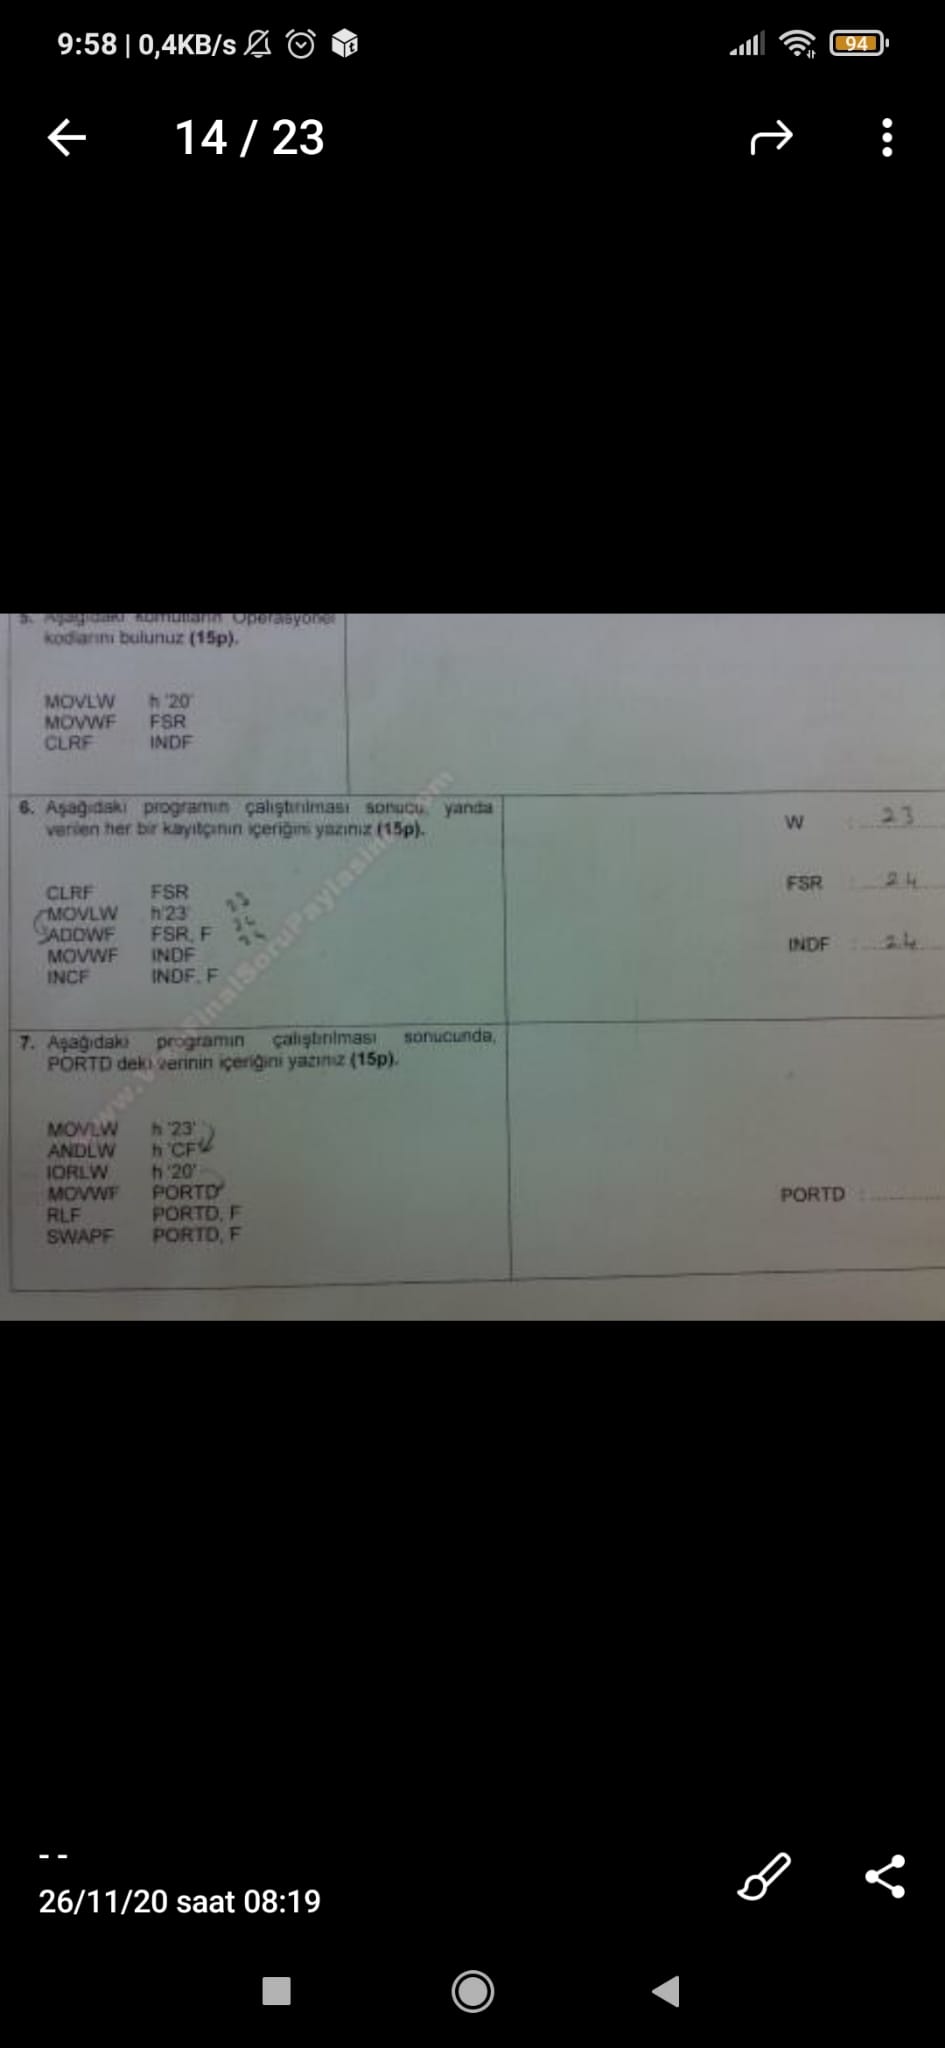 9:58 | 0,4KB/s
94
14 / 23
5. Aşağıdaki komutların Operasyonel
kodlarını bulunuz (15p).
MOVLW h '20'
MOVWF FSR
CLRF INDF
6. Aşağıdaki programın çalıştırılması sonucu, yanda
verilen her bir kayıtçının içeriğini yazınız (15p).
CLRF FSR
MOVLW h'23'
ADDWF FSR, F
MOVWF INDF
INCF INDF, F
23
24
W : 23
FSR : 24
INDF : 24
7. Aşağıdaki programın çalıştırılması sonucunda,
PORTD deki verinin içeriğini yazınız (15p).
MOVLW h '23'
ANDLW h 'CF'
IORLW h '20'
MOVWF PORTD
RLF PORTD, F
SWAPF PORTD, F
PORTD :
--
26/11/20 saat 08:19